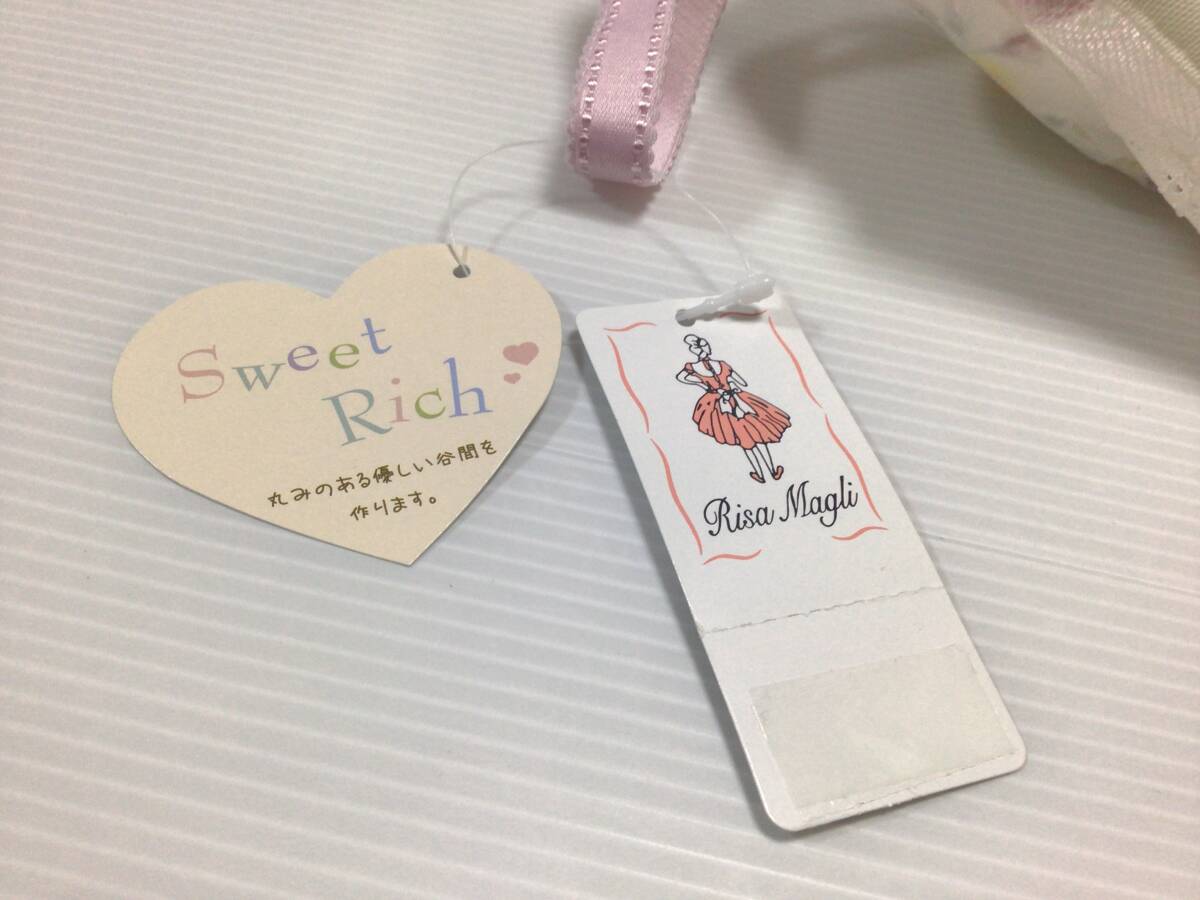 Sweet
Rich
丸みのある優しい谷間を
作ります。
Risa Magli